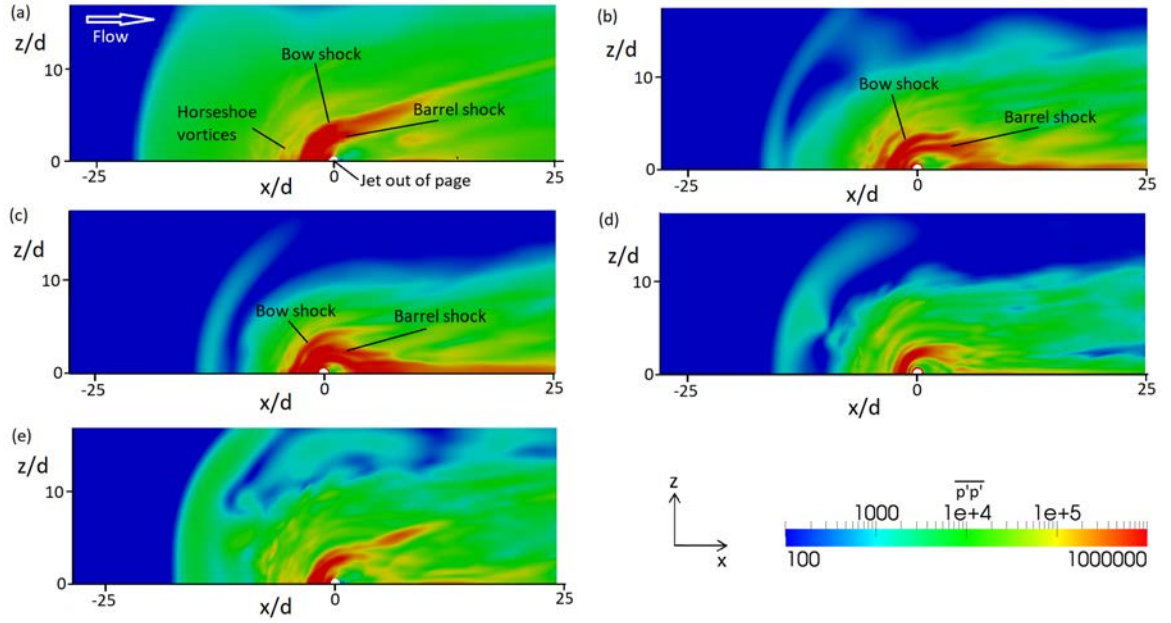 (a)
Flow
z/d
Bow shock
10
Barrel shock
Horseshoe
vortices
0
-25
0
25
Jet out of page
x/d
(b)
z/d
10
Bow shock
Barrel shock
0
-25
0
25
x/d
(c)
z/d
10
Bow shock
Barrel shock
0
-25
0
25
x/d
(d)
z/d
10
0
-25
0
25
x/d
(e)
z/d
10
0
-25
0
25
x/d
z
x
p'p'
1000
1e+4
1e+5
100
1000000